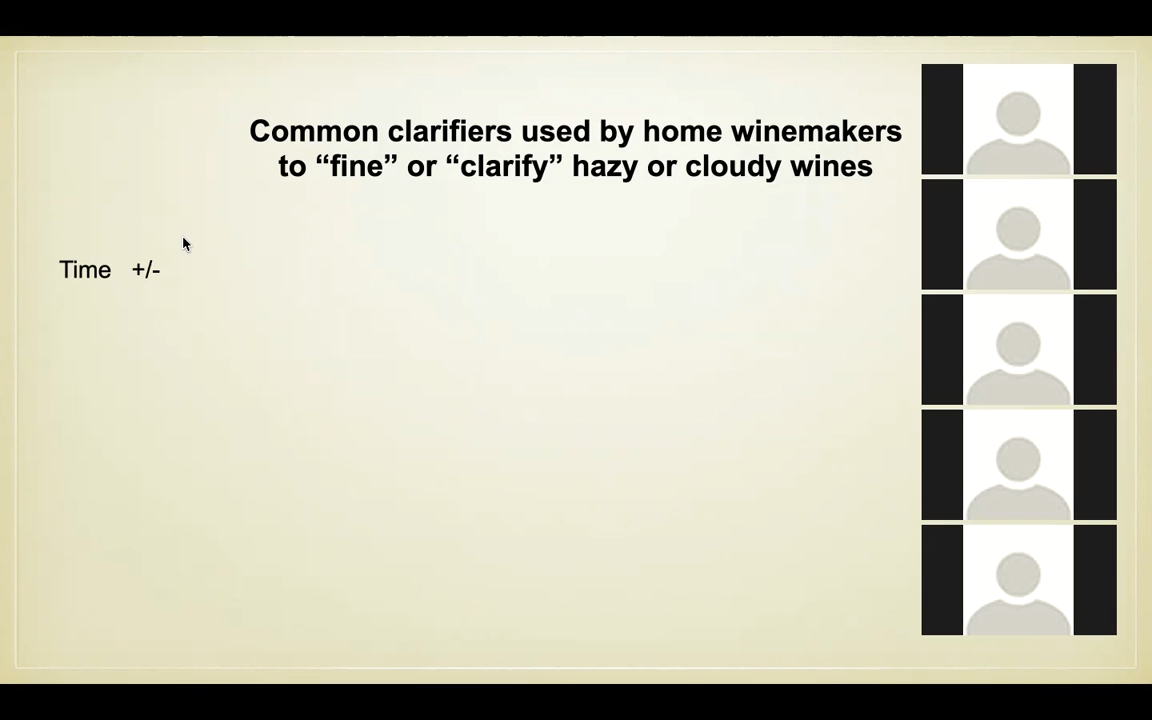 Common clarifiers used by home winemakers
to “fine” or “clarify” hazy or cloudy wines
Time +/-